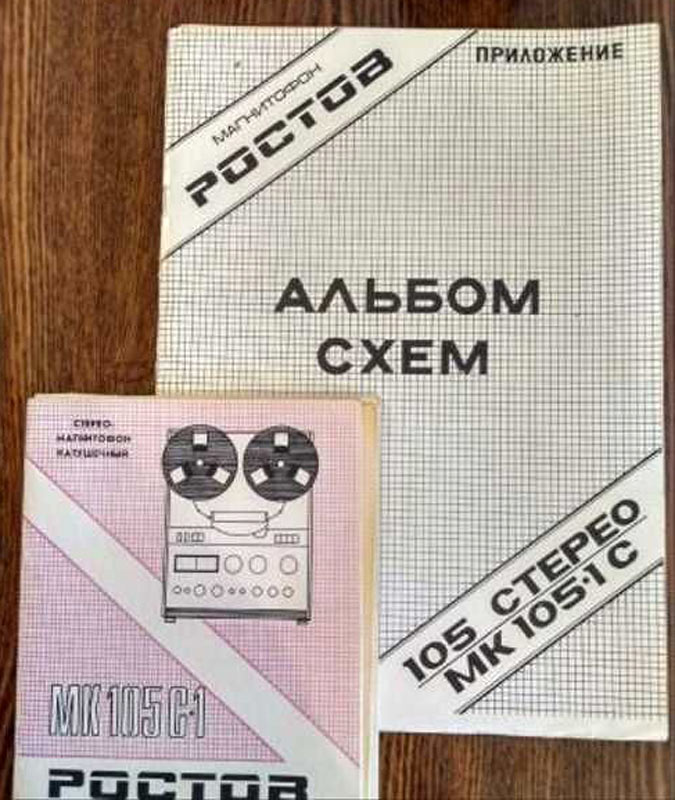 ПРИЛОЖЕНИЕ
МАГНИТОФОН
РОСТОВ
АЛЬБОМ
СХЕМ
105 СТЕРЕО
МК 105-1 С
СТЕРЕО-
МАГНИТОФОН
КАТУШЕЧНЫЙ
МК 105 С-1
РОСТОВ